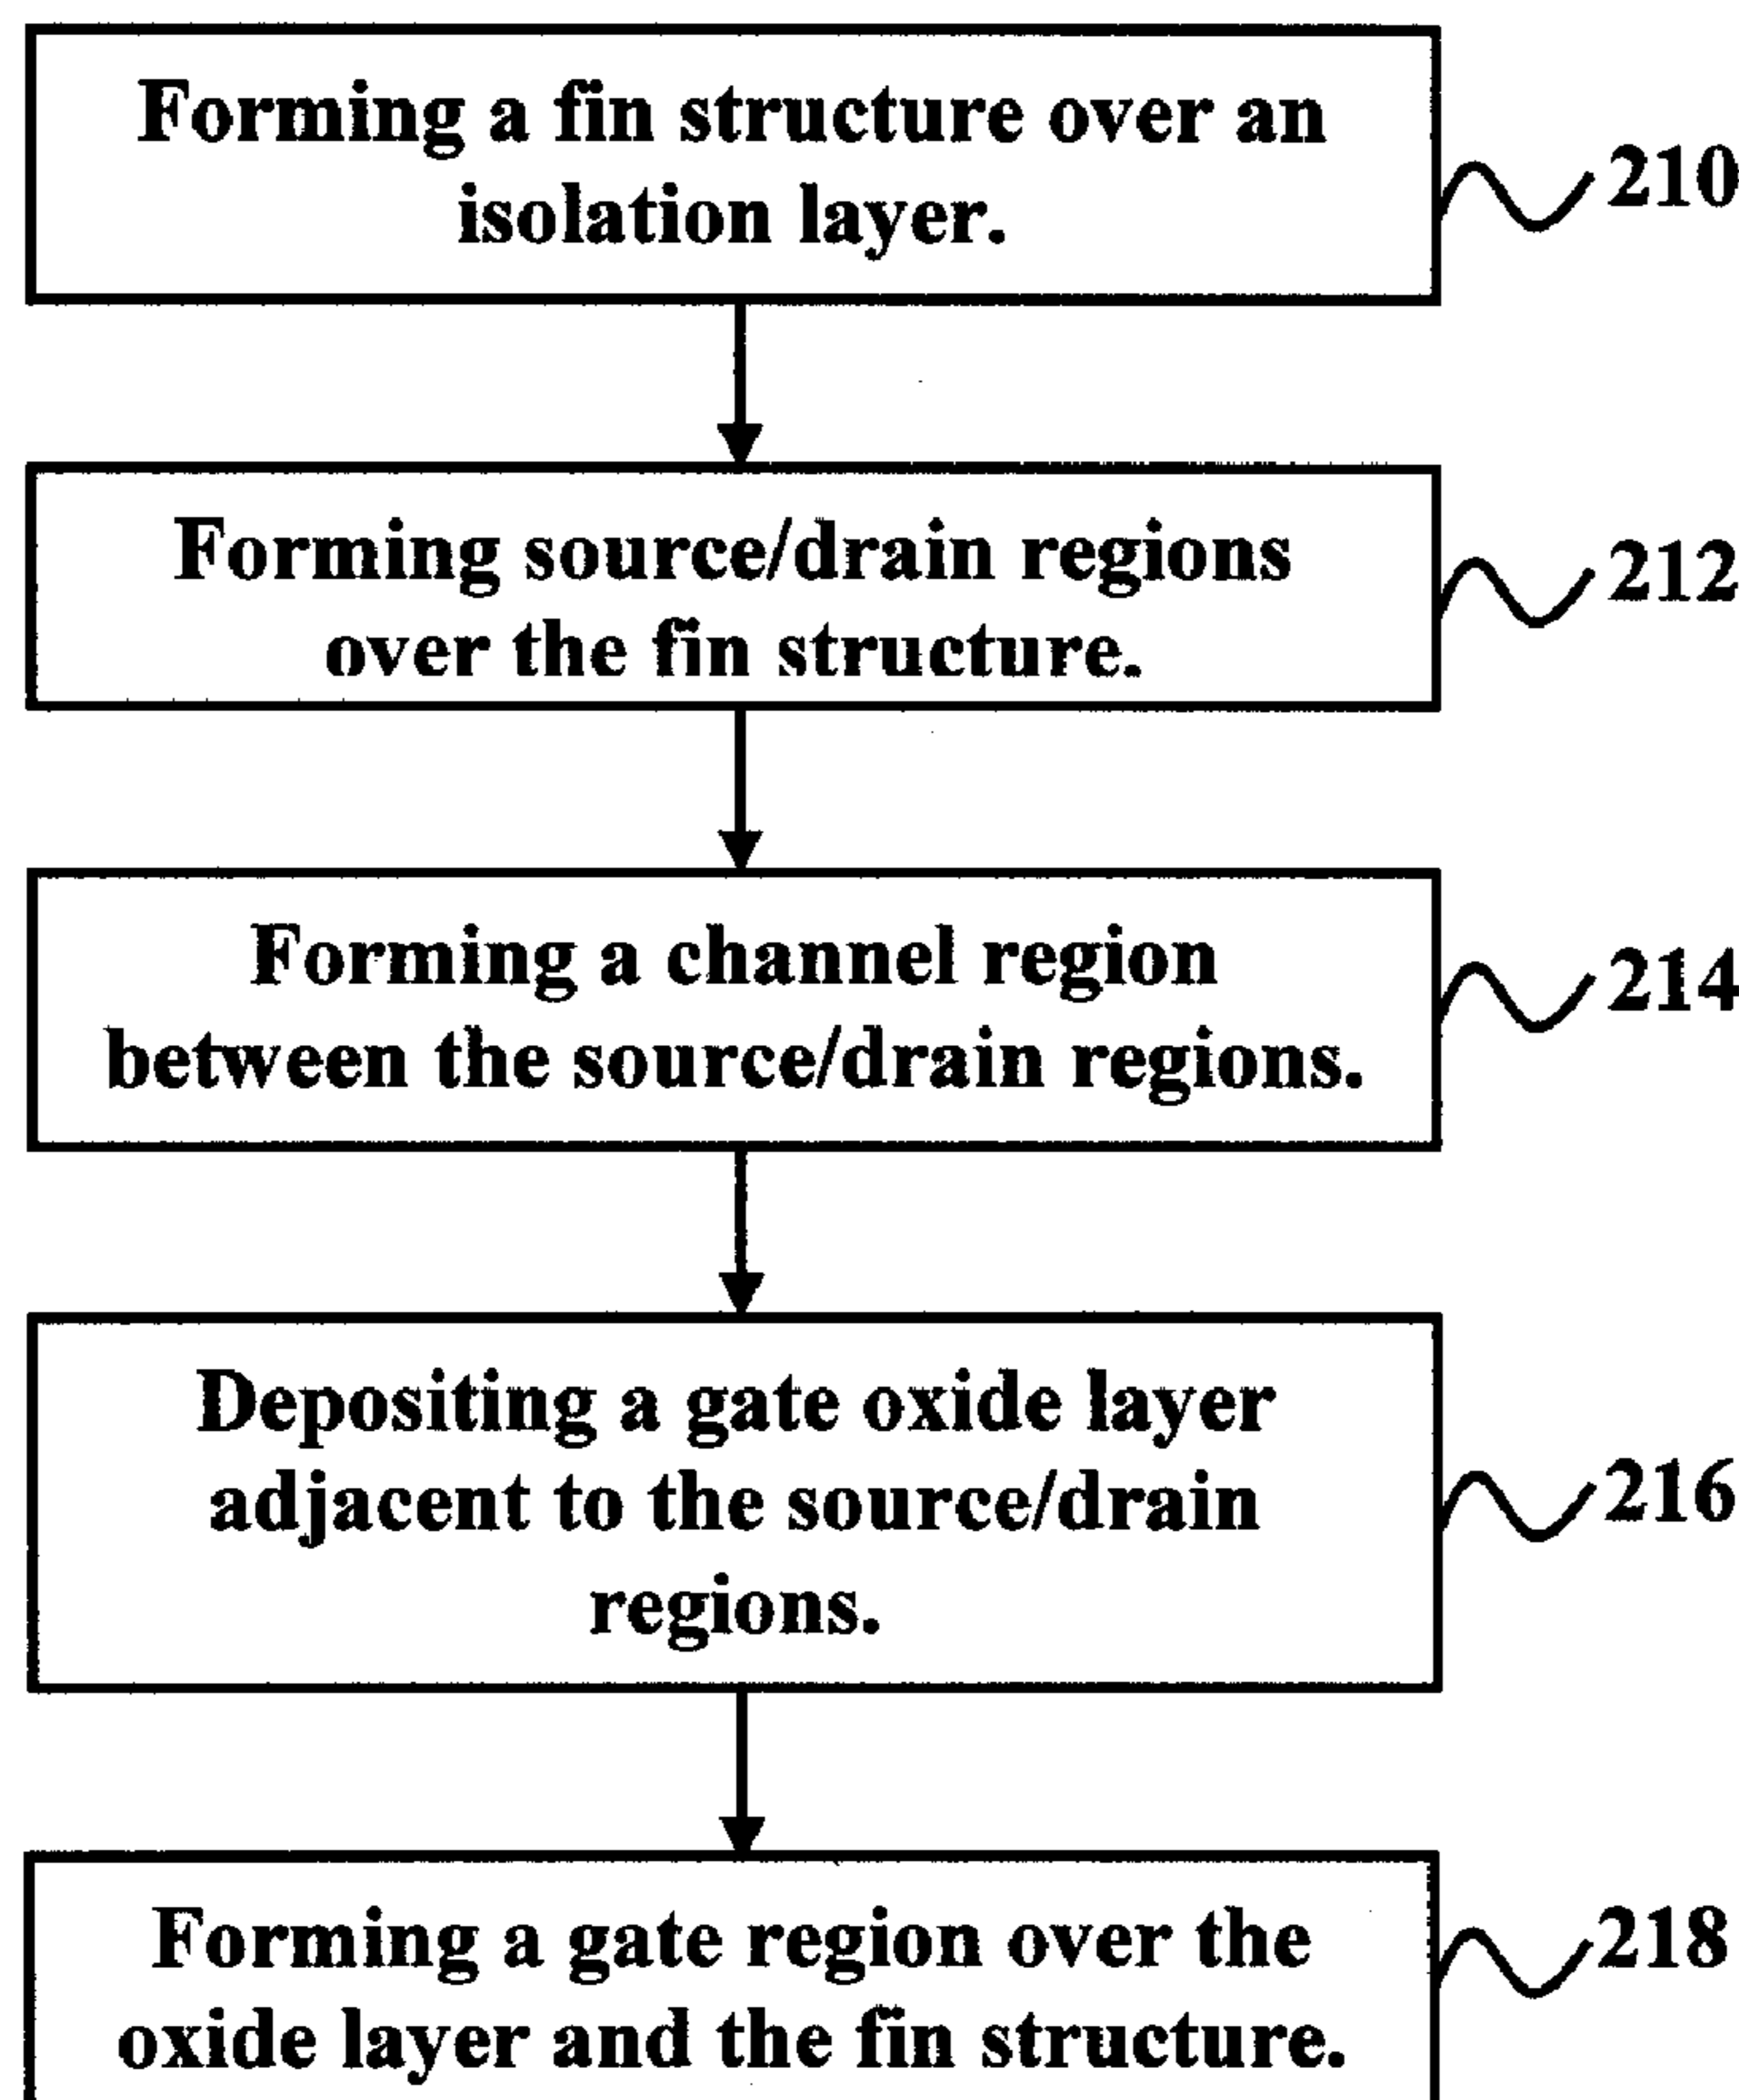 Forming a fin structure over an
isolation layer.
210
Forming source/drain regions
over the fin structure.
212
Forming a channel region
between the source/drain regions.
214
Depositing a gate oxide layer
adjacent to the source/drain
regions.
216
Forming a gate region over the
oxide layer and the fin structure.
218